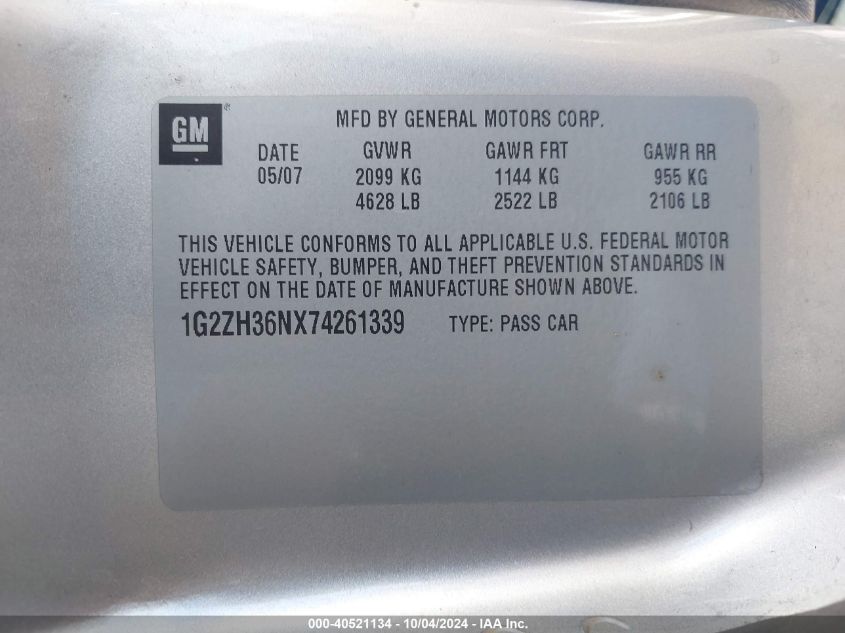 GM®
MFD BY GENERAL MOTORS CORP.
DATE GVWR GAWR FRT GAWR RR
05/07 2099 KG 1144 KG 955 KG
4628 LB 2522 LB 2106 LB
THIS VEHICLE CONFORMS TO ALL APPLICABLE U.S. FEDERAL MOTOR
VEHICLE SAFETY, BUMPER, AND THEFT PREVENTION STANDARDS IN
EFFECT ON THE DATE OF MANUFACTURE SHOWN ABOVE.
1G2ZH36NX74261339 TYPE: PASS CAR
000-40521134 - 10/04/2024 - IAA Inc.